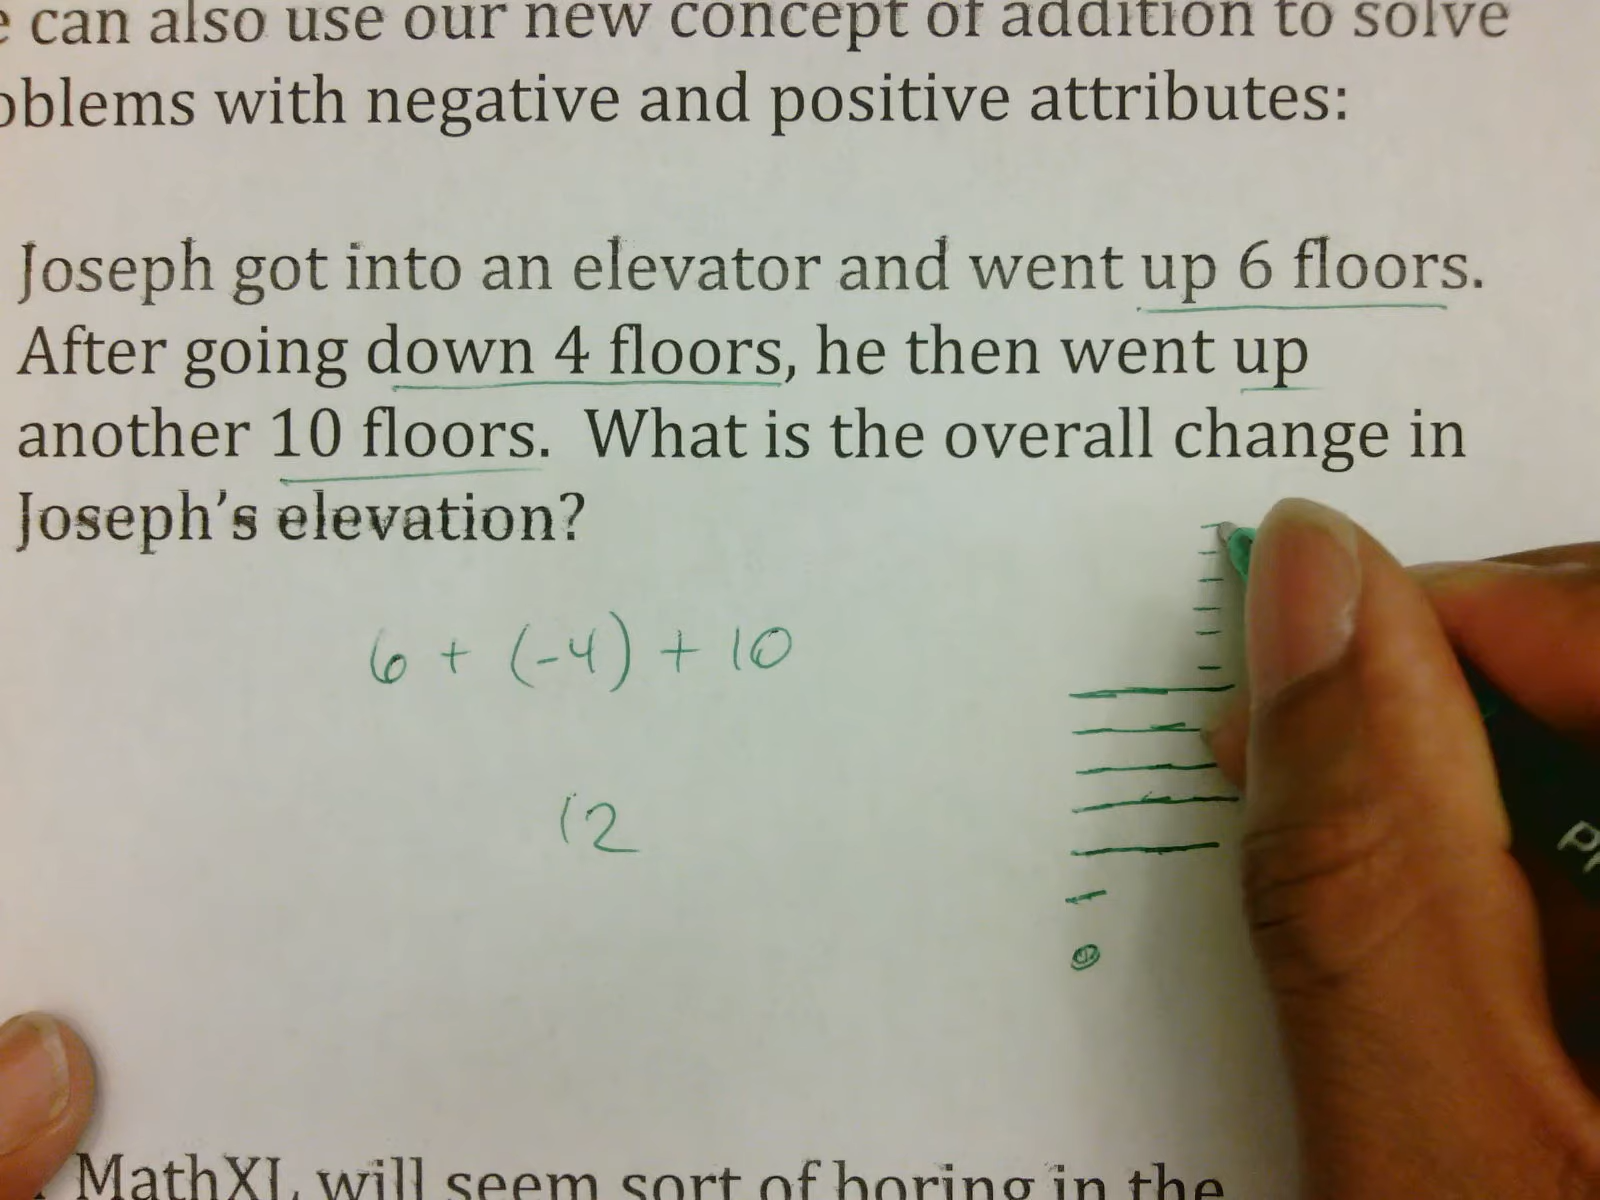 can also use our new concept of addition to solve
oblems with negative and positive attributes:
Joseph got into an elevator and went up 6 floors.
After going down 4 floors, he then went up
another 10 floors. What is the overall change in
Joseph's elevation?
6 + (-4) + 10
12
MathXL will seem sort of boring in the